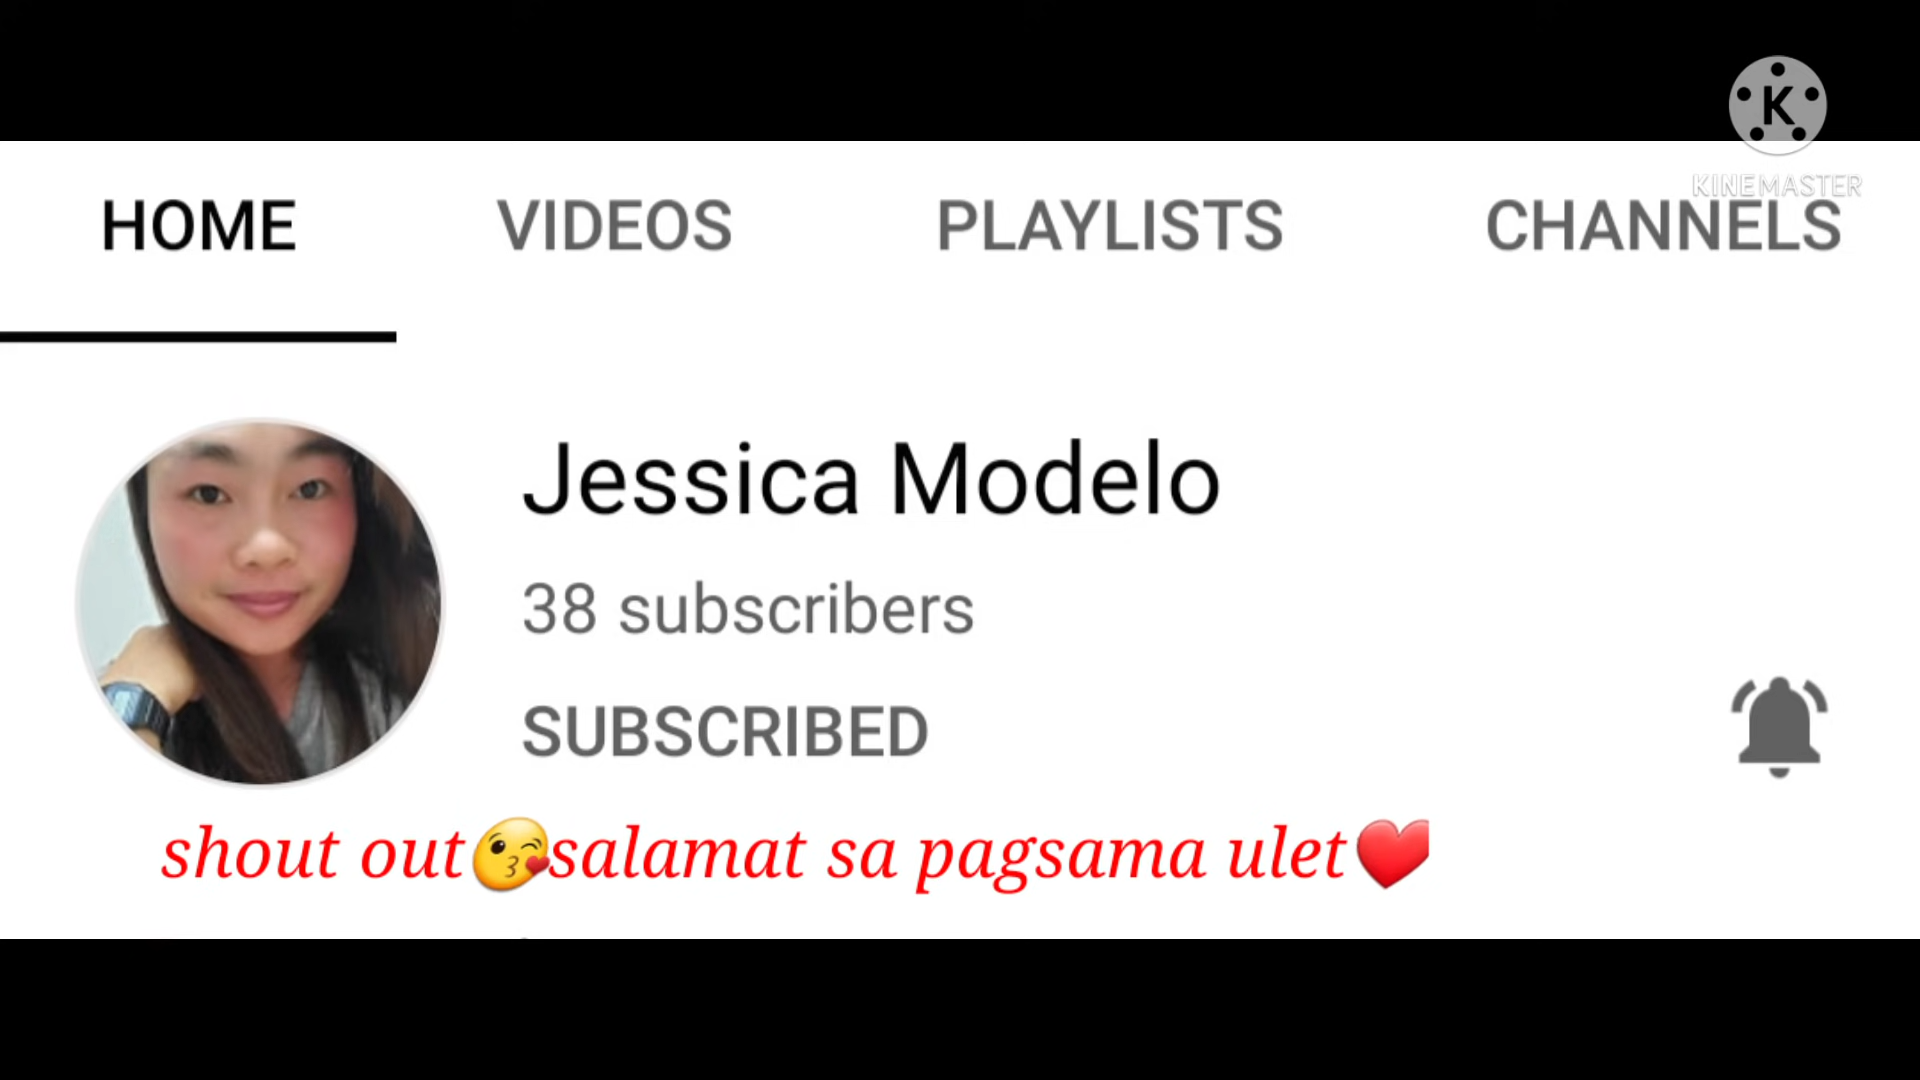 K
KINEMASTER
HOME VIDEOS PLAYLISTS CHANNELS
Jessica Modelo
38 subscribers
SUBSCRIBED
shout out😘salamat sa pagsama ulet❤️